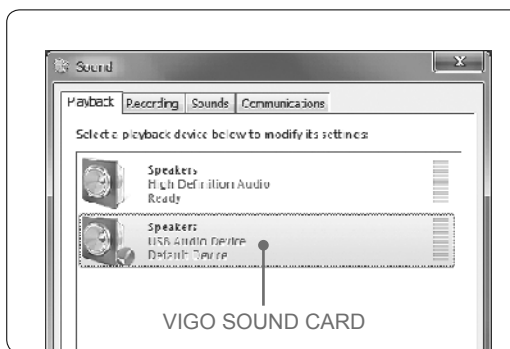 Sound
Playback Recording Sounds Communications
Select a playback device below to modify its settings:
Speakers
High Definition Audio
Ready
Speakers
USB Audio Device
Default Device
VIGO SOUND CARD